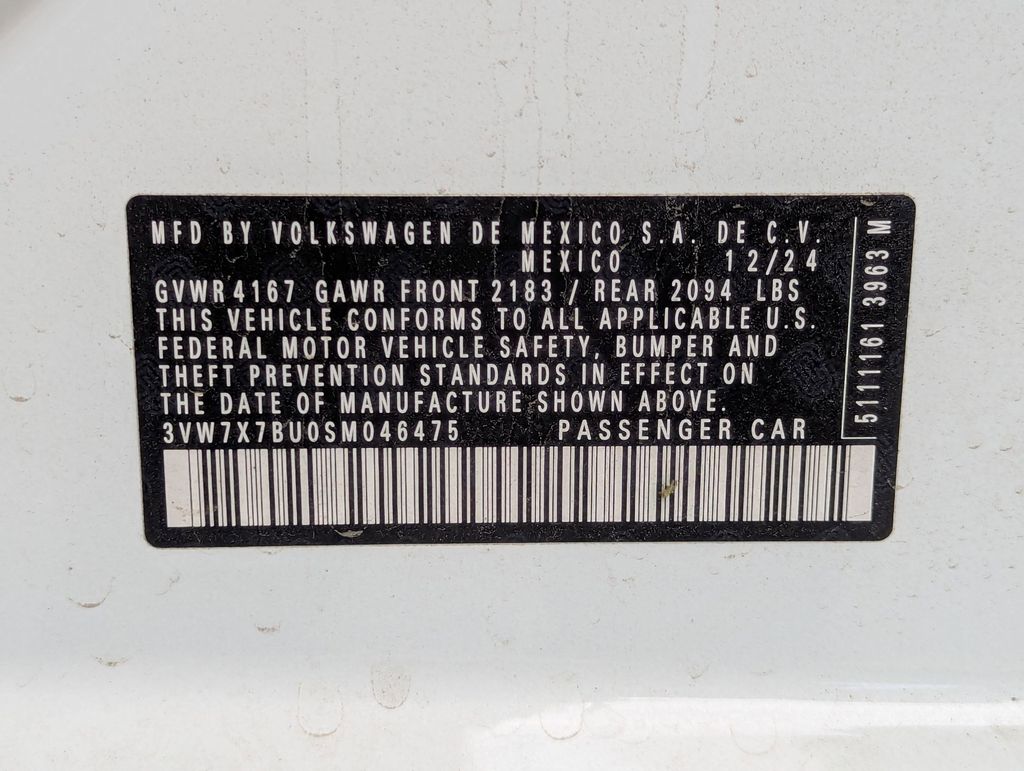 MFD BY VOLKSWAGEN DE MEXICO S.A. DE C.V.
MEXICO 12/24
GVWR 4167 GAWR FRONT 2183 / REAR 2094 LBS
THIS VEHICLE CONFORMS TO ALL APPLICABLE U.S.
FEDERAL MOTOR VEHICLE SAFETY, BUMPER AND
THEFT PREVENTION STANDARDS IN EFFECT ON
THE DATE OF MANUFACTURE SHOWN ABOVE.
3VW7X7BU0SM046475 PASSENGER CAR
5111161 3963 M